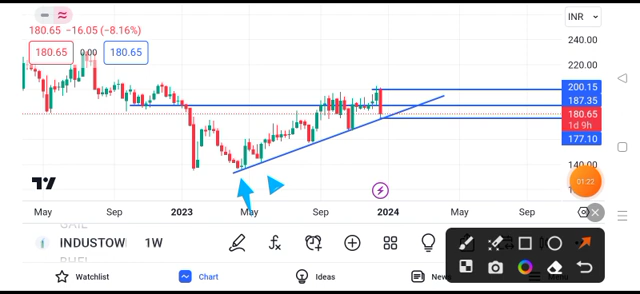 INR
180.65 −16.05 (−8.16%)
180.65 0.00 180.65
240.00
220.00
200.15
187.35
180.65
1d 9h
177.10
140.00
01:22
May Sep 2023 May Sep 2024 May Sep
INDUSTOW 1W
Watchlist Chart Ideas News